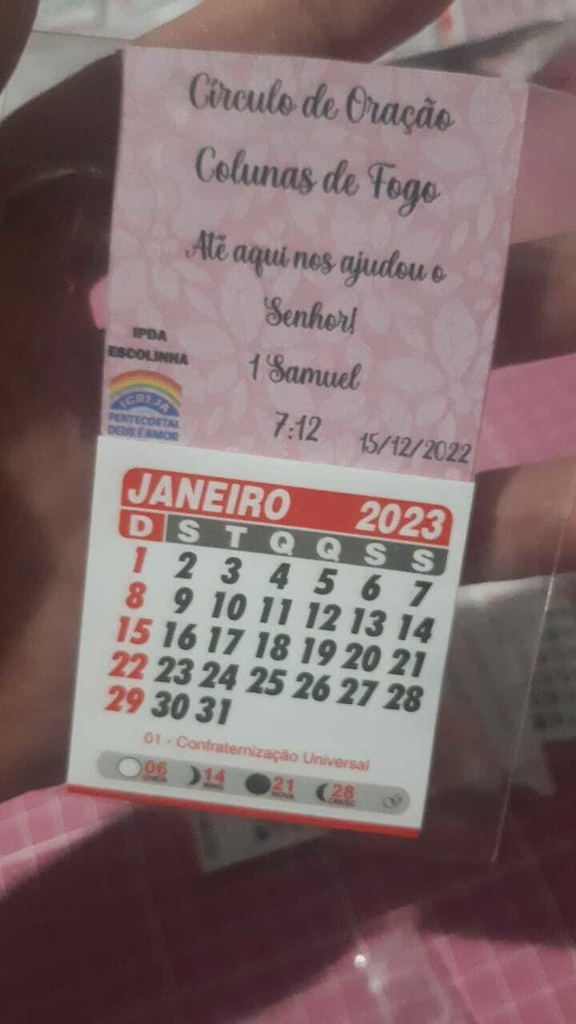 Círculo de Oração
Colunas de Fogo
Até aqui nos ajudou o
Senhor!
1 Samuel
7:12
15/12/2022
IPDA
ESCOLINHA
IGREJA
PENTECOSTAL
DEUS É AMOR
JANEIRO 2023
D S T Q Q S S
1 2 3 4 5 6 7
8 9 10 11 12 13 14
15 16 17 18 19 20 21
22 23 24 25 26 27 28
29 30 31
01 - Confraternização Universal
06 14 21 28